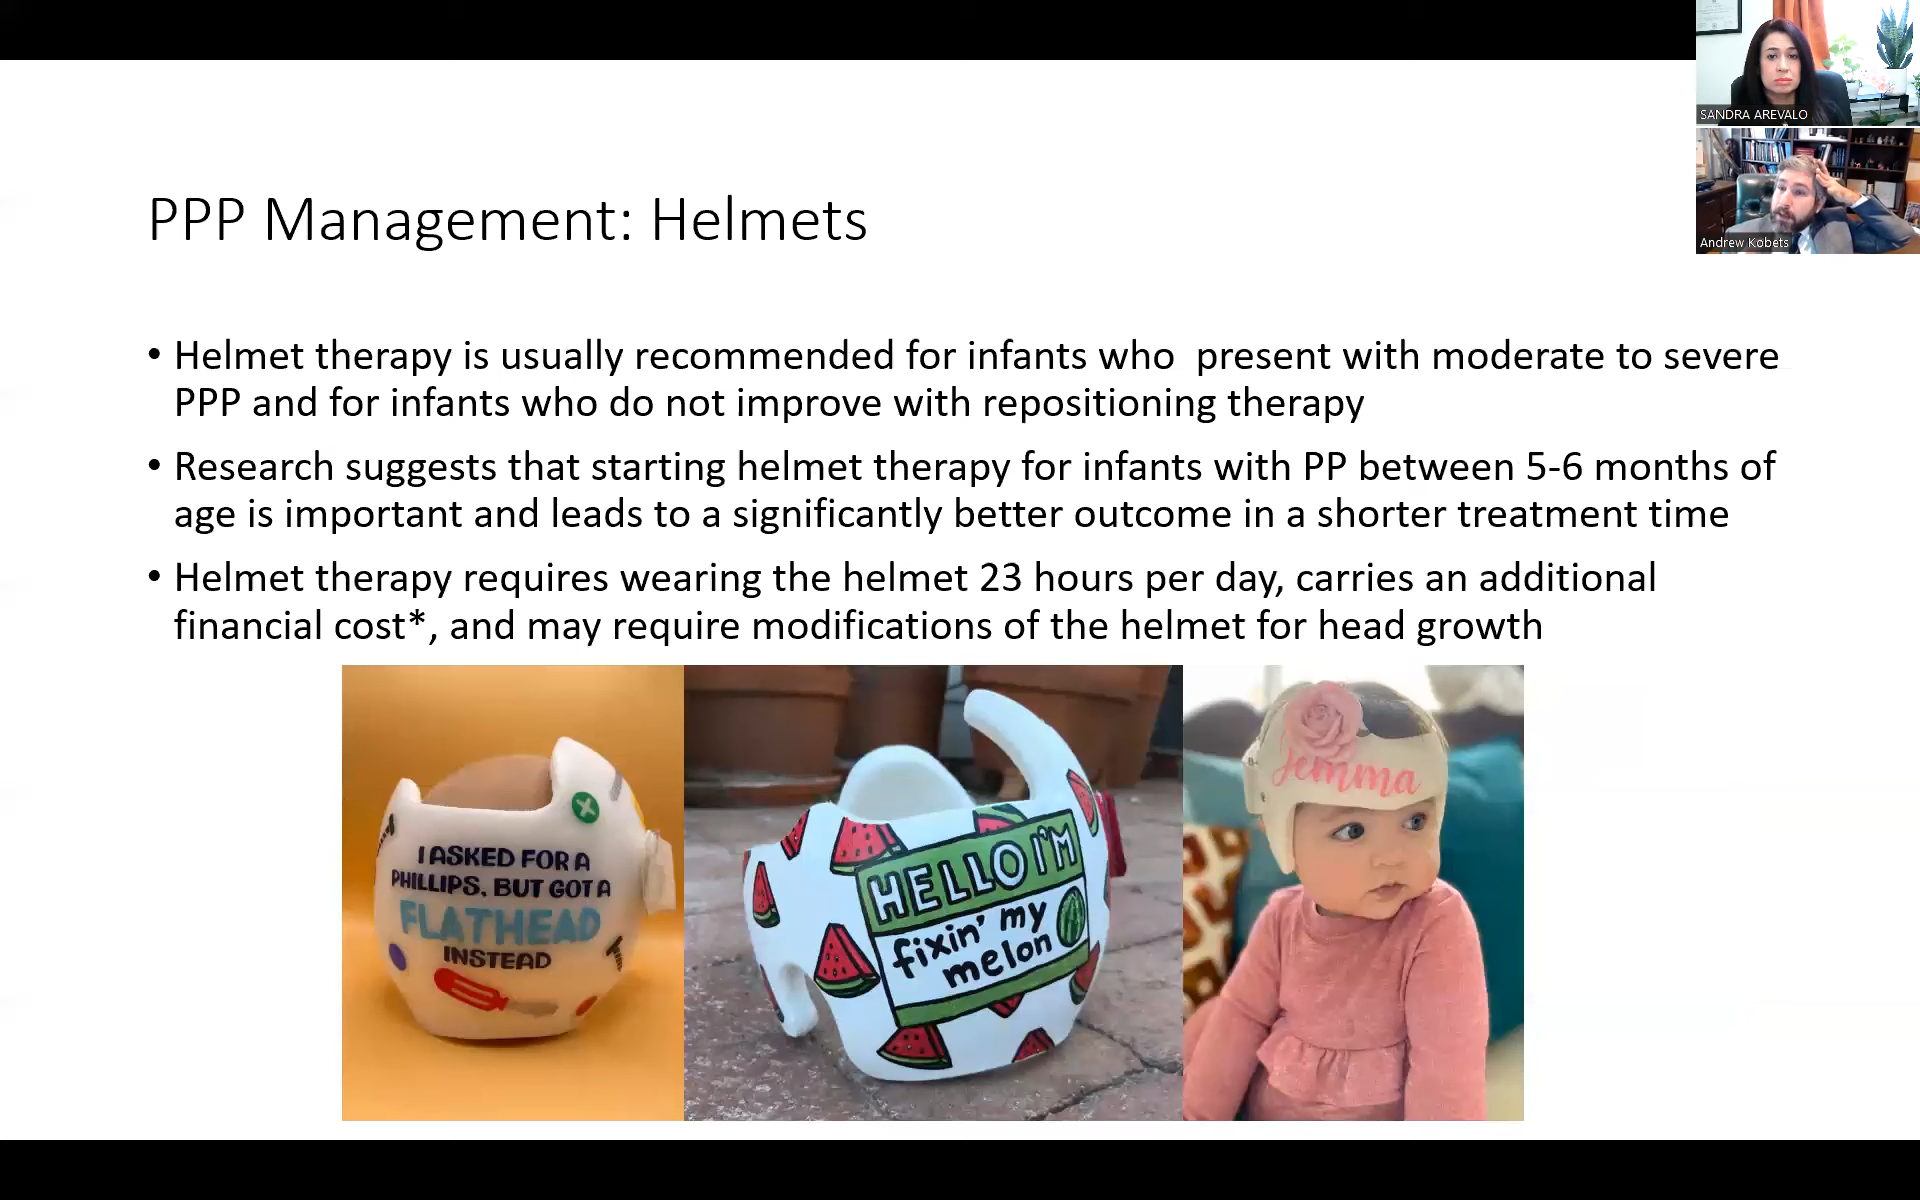 SANDRA AREVALO
Andrew Kobets
PPP Management: Helmets
• Helmet therapy is usually recommended for infants who  present with moderate to severe
PPP and for infants who do not improve with repositioning therapy
• Research suggests that starting helmet therapy for infants with PP between 5-6 months of
age is important and leads to a significantly better outcome in a shorter treatment time
• Helmet therapy requires wearing the helmet 23 hours per day, carries an additional
financial cost*, and may require modifications of the helmet for head growth
I ASKED FOR A
PHILLIPS, BUT GOT A
FLATHEAD
INSTEAD
HELLO I'M
fixin' my
melon
Jemma